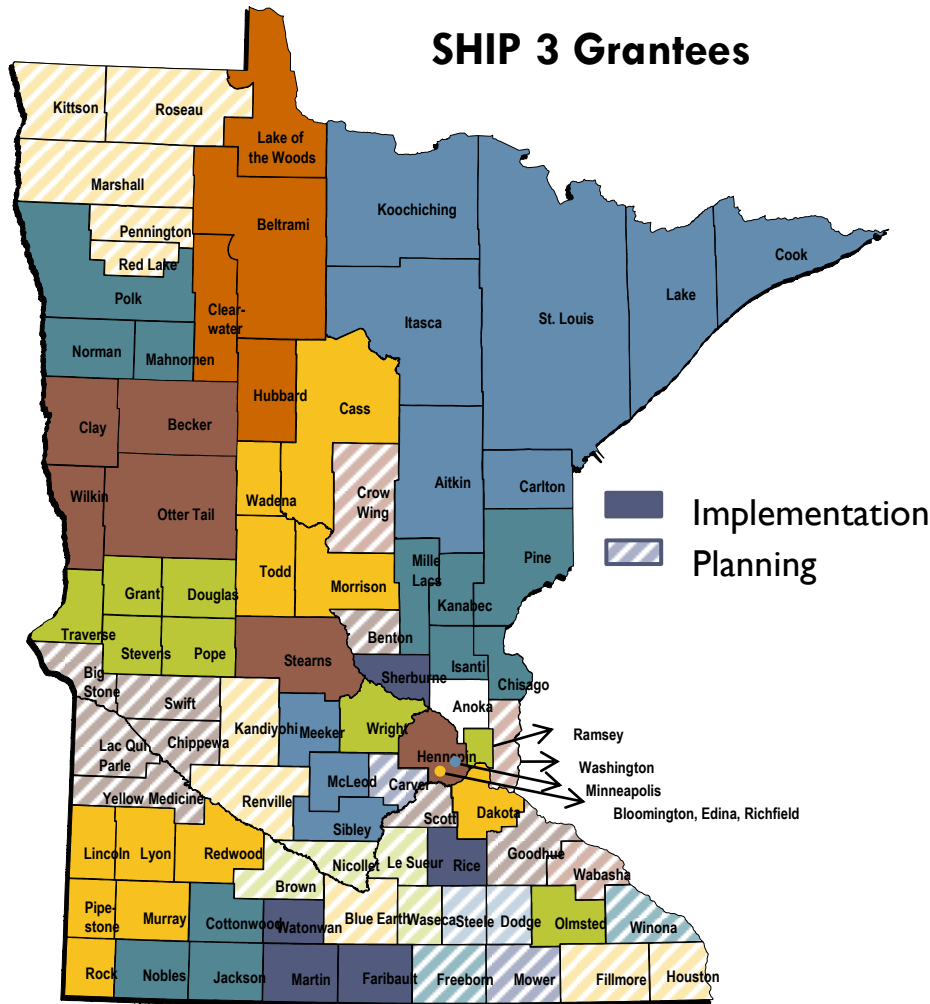 SHIP 3 Grantees
Kittson
Roseau
Lake of
the Woods
Marshall
Koochiching
Beltrami
Pennington
Red Lake
Cook
Polk
Clear-
water
Itasca
St. Louis
Lake
Norman
Mahnomen
Hubbard
Cass
Clay
Becker
Wilkin
Otter Tail
Wadena
Crow
Wing
Aitkin
Carlton
Implementation
Planning
Todd
Morrison
Mille
Lacs
Pine
Kanabec
Grant
Douglas
Traverse
Stevens
Pope
Stearns
Benton
Isanti
Sherburne
Chisago
Big
Stone
Swift
Kandiyohi
Meeker
Wright
Anoka
Ramsey
Lac Qui
Parle
Chippewa
Hennepin
Washington
Minneapolis
Bloomington, Edina, Richfield
Yellow Medicine
Renville
McLeod
Carver
Scott
Dakota
Sibley
Lincoln
Lyon
Redwood
Nicollet
Le Sueur
Rice
Goodhue
Wabasha
Brown
Pipe-
stone
Murray
Cottonwood
Watonwan
Blue Earth
Waseca
Steele
Dodge
Olmsted
Winona
Rock
Nobles
Jackson
Martin
Faribault
Freeborn
Mower
Fillmore
Houston